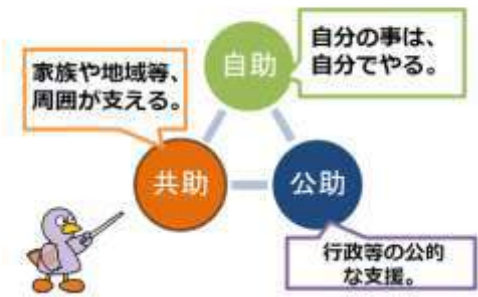 自助
自分の事は、
自分でやる。
家族や地域等、
周囲が支える。
共助
公助
行政等の公的
な支援。